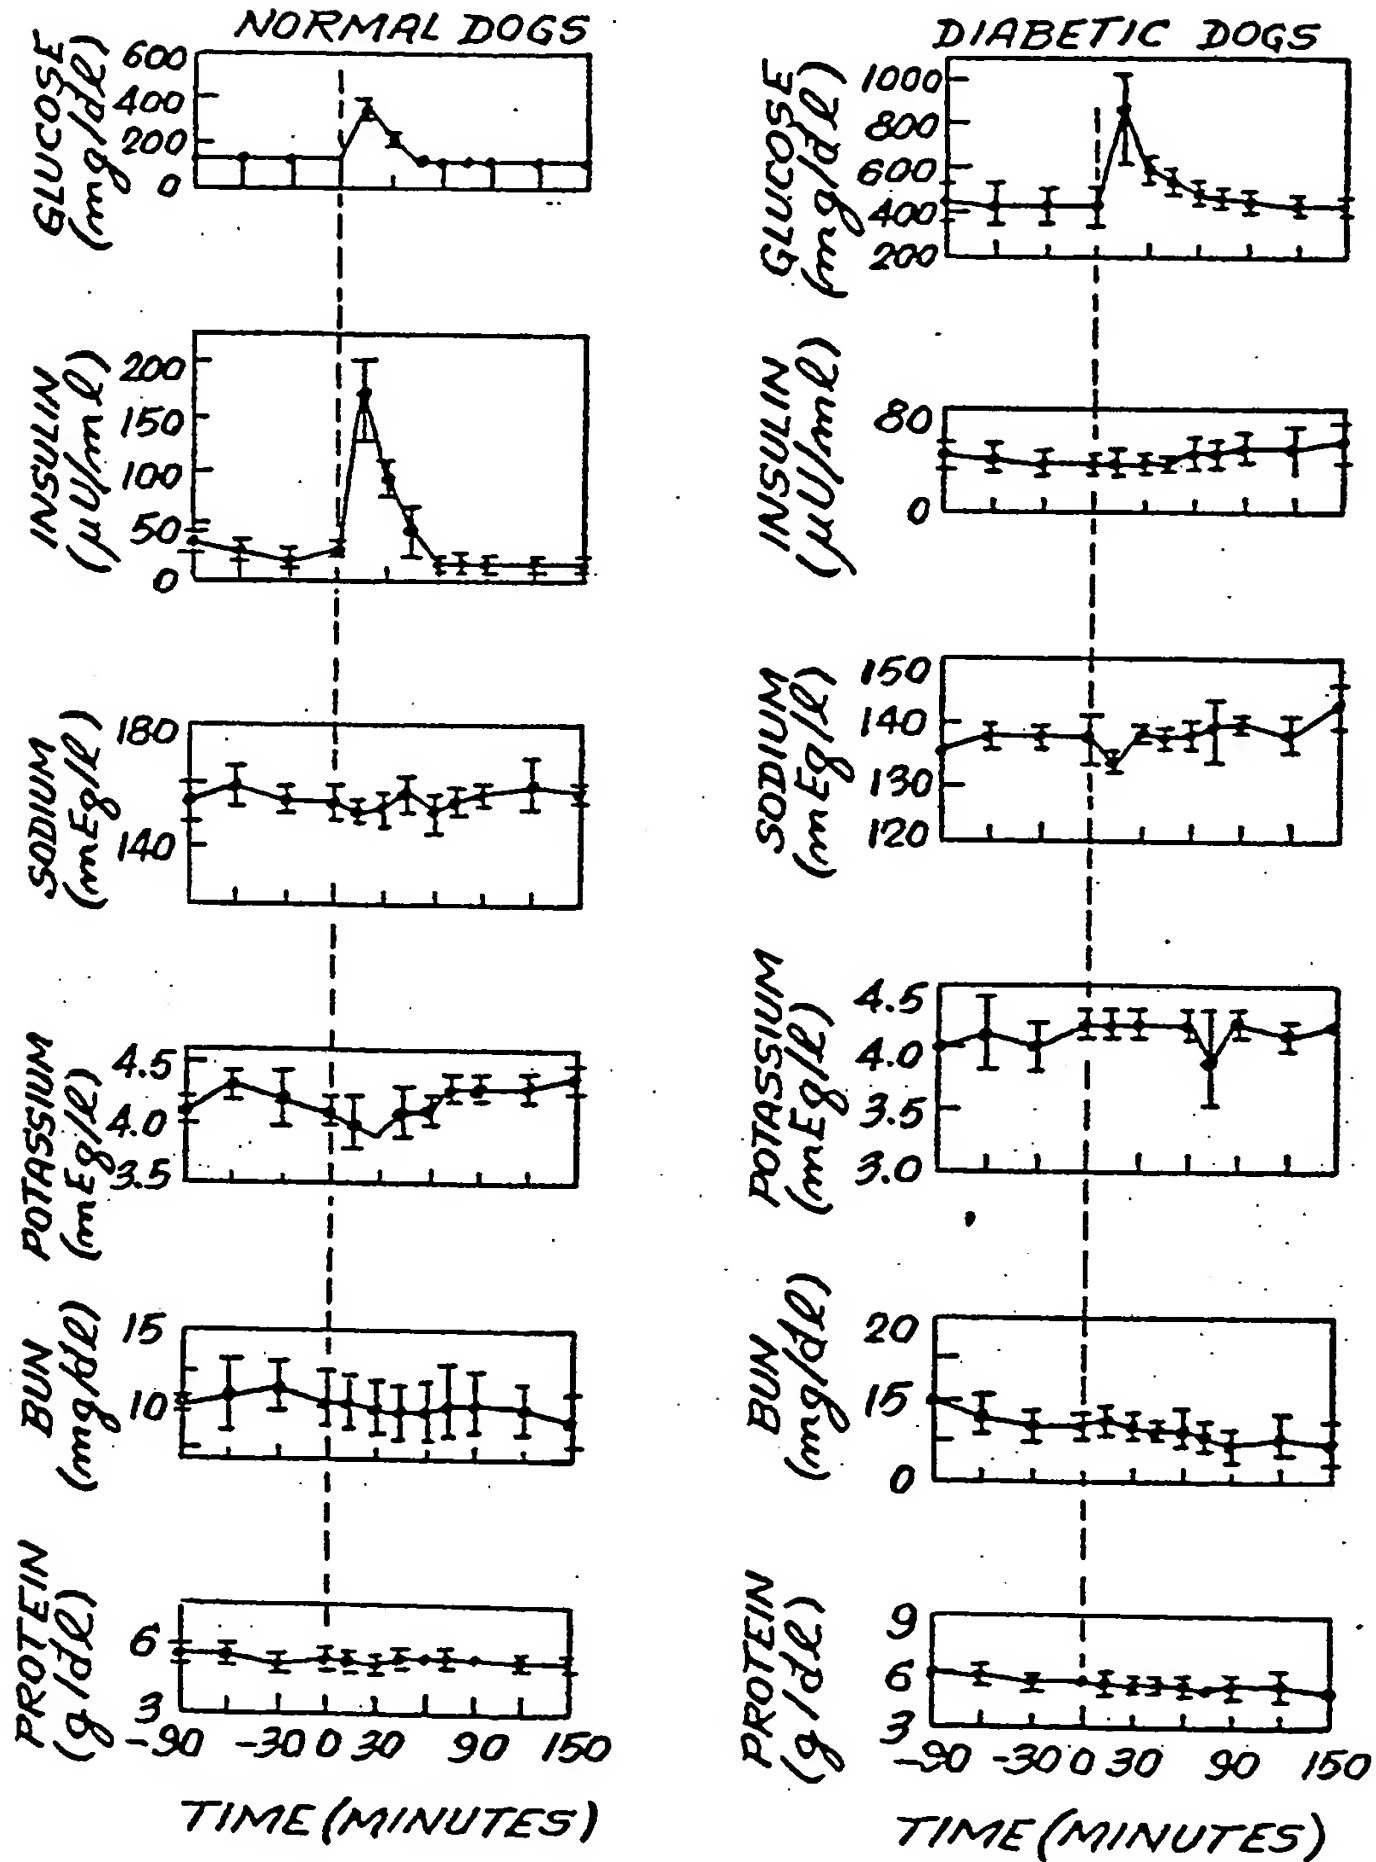 NORMAL DOGS
GLUCOSE
(mg/dl)
600
400
200
0
INSULIN
(μU/ml)
200
150
100
50
0
SODIUM
(mEg/l)
180
140
POTASSIUM
(mEg/l)
4.5
4.0
3.5
BUN
(mg/dl)
15
10
PROTEIN
(g/dl)
6
3
-90 -30 0 30 90 150
TIME (MINUTES)
DIABETIC DOGS
GLUCOSE
(mg/dl)
1000
800
600
400
200
INSULIN
(μU/ml)
80
0
SODIUM
(mEg/l)
150
140
130
120
POTASSIUM
(mEg/l)
4.5
4.0
3.5
3.0
BUN
(mg/dl)
20
15
0
PROTEIN
(g/dl)
9
6
3
-90 -30 0 30 90 150
TIME (MINUTES)